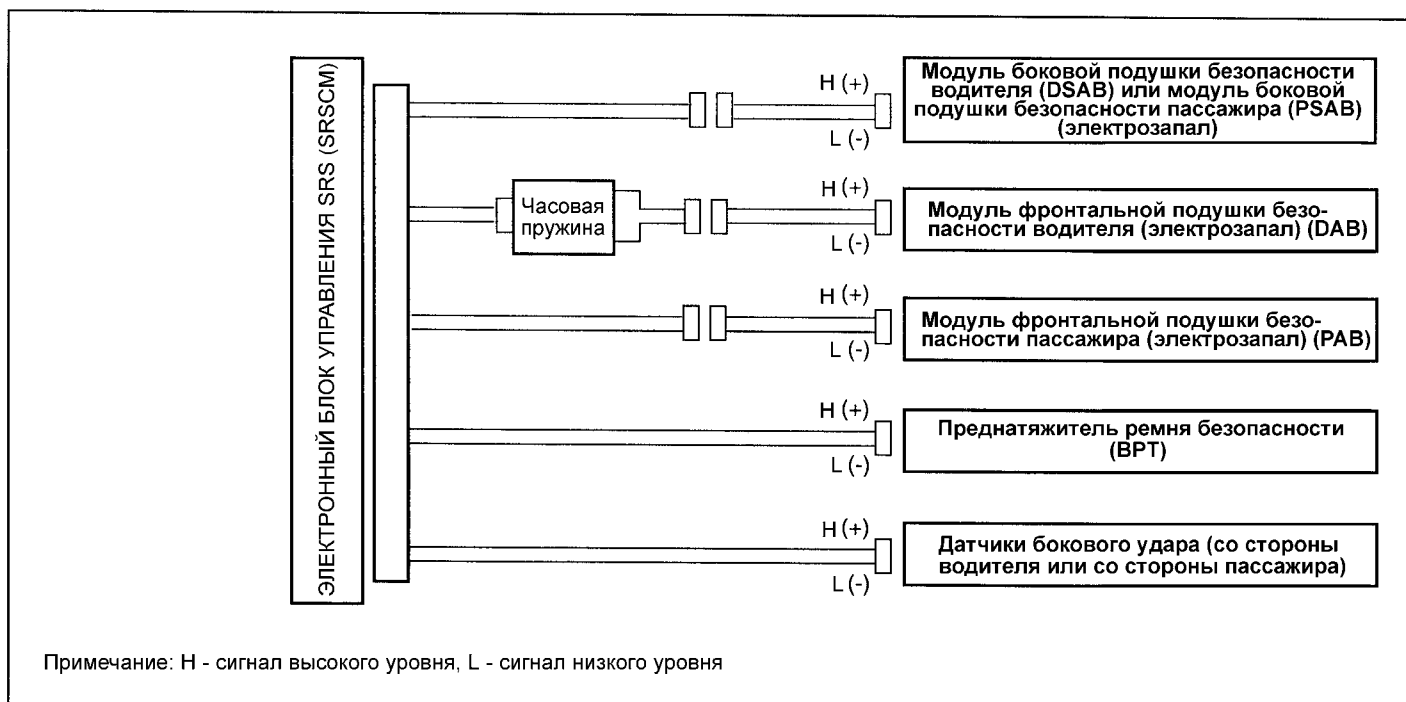 ЭЛЕКТРОННЫЙ БЛОК УПРАВЛЕНИЯ SRS (SRSCM)
H (+)
L (-)
Модуль боковой подушки безопасности
водителя (DSAB) или модуль боковой
подушки безопасности пассажира (PSAB)
(электрозапал)
Часовая
пружина
H (+)
L (-)
Модуль фронтальной подушки безо-
пасности водителя (электрозапал) (DAB)
H (+)
L (-)
Модуль фронтальной подушки безо-
пасности пассажира (электрозапал) (PAB)
H (+)
L (-)
Преднатяжитель ремня безопасности
(BPT)
H (+)
L (-)
Датчики бокового удара (со стороны
водителя или со стороны пассажира)
Примечание: H - сигнал высокого уровня, L - сигнал низкого уровня